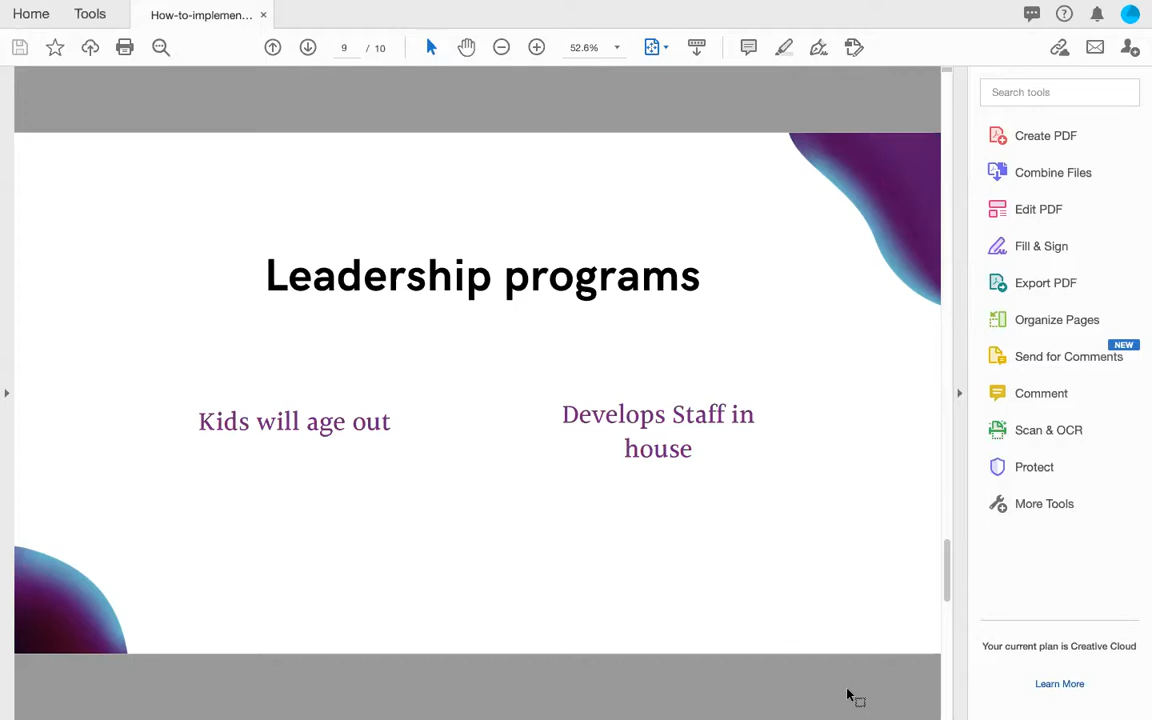 Home
Tools
How-to-implemen...
9 / 10
52.6%
Search tools
Create PDF
Combine Files
Edit PDF
Fill & Sign
Export PDF
Organize Pages
NEW
Send for Comments
Comment
Scan & OCR
Protect
More Tools
Your current plan is Creative Cloud
Learn More
Leadership programs
Kids will age out
Develops Staff in
house